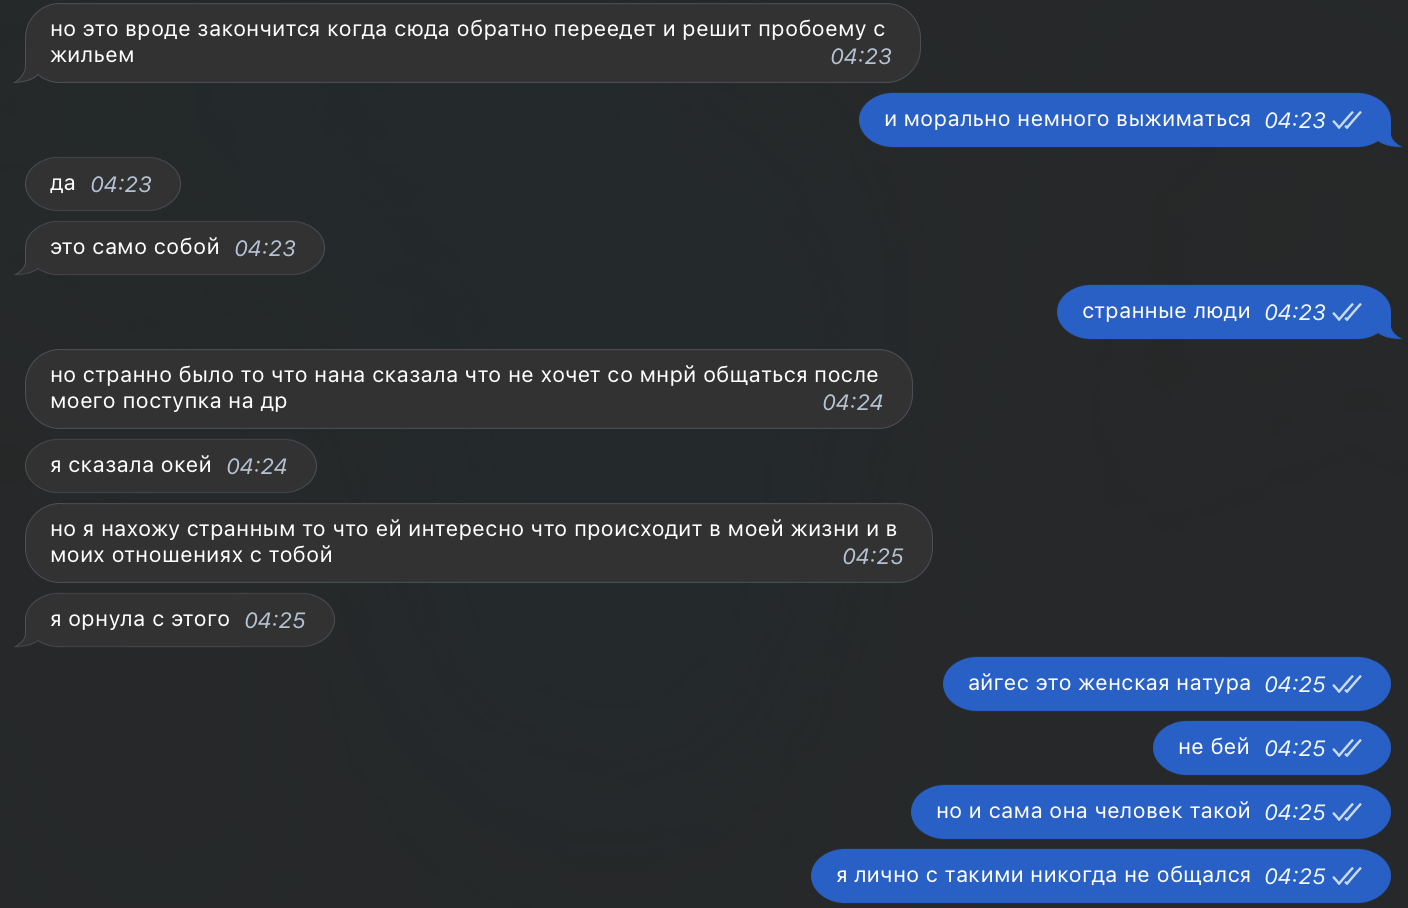 но это вроде закончится когда сюда обратно переедет и решит пробоему с
жильем 04:23
и морально немного выжиматься 04:23
да 04:23
это само собой 04:23
странные люди 04:23
но странно было то что нана сказала что не хочет со мнрй общаться после
моего поступка на др 04:24
я сказала окей 04:24
но я нахожу странным то что ей интересно что происходит в моей жизни и в
моих отношениях с тобой 04:25
я орнула с этого 04:25
айгес это женская натура 04:25
не бей 04:25
но и сама она человек такой 04:25
я лично с такими никогда не общался 04:25